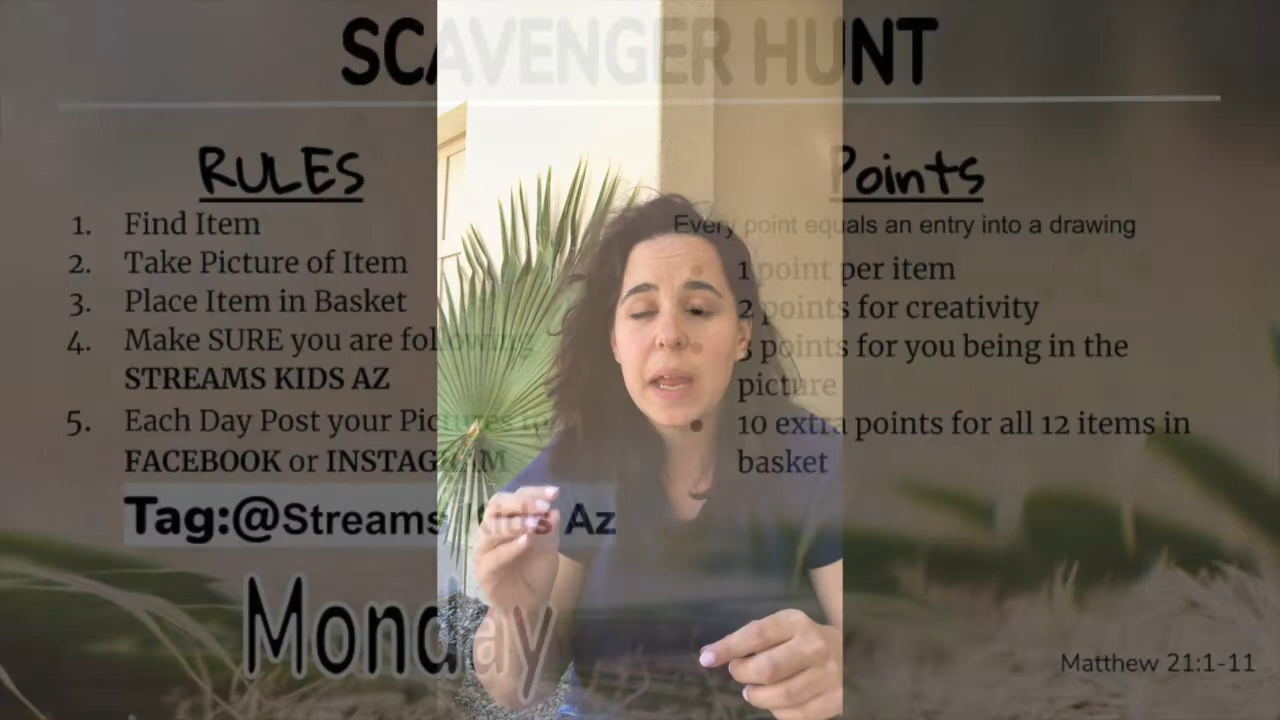 SCAVENGER HUNT
RULES
1. Find Item
2. Take Picture of Item
3. Place Item in Basket
4. Make SURE you are following
STREAMS KIDS AZ
5. Each Day Post your Pictures
FACEBOOK or INSTAGRAM
Tag:@Streams Kids Az
Monday
Points
Every point equals an entry into a drawing
• 1 point per item
• 2 points for creativity
• 3 points for you being in the
picture
• 10 extra points for all 12 items in
basket
Matthew 21:1-11